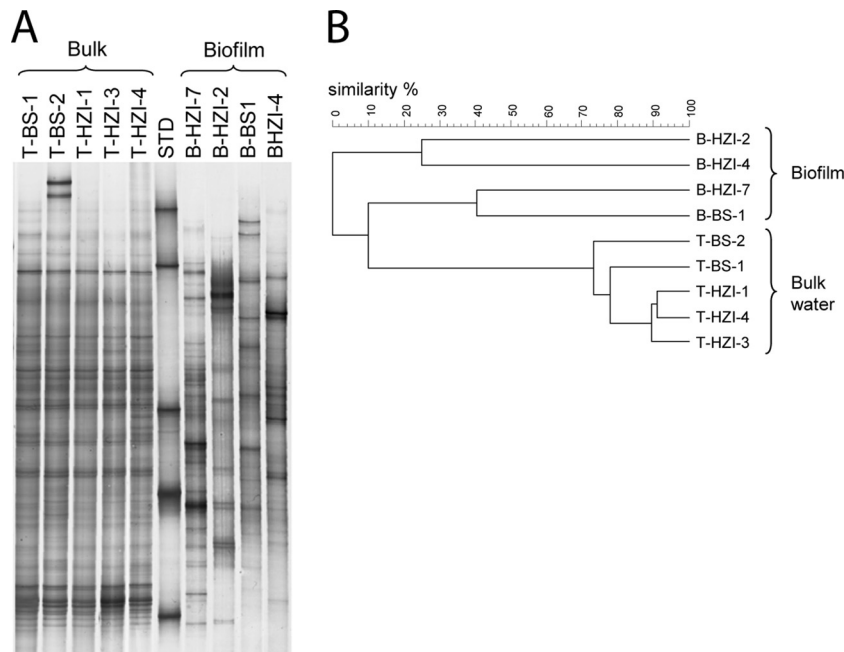 A
Bulk
Biofilm
T-BS-1
T-BS-2
T-HZI-1
T-HZI-3
T-HZI-4
STD
B-HZI-7
B-HZI-2
B-BS1
BHZI-4
B
similarity %
0
10
20
30
40
50
60
70
80
90
100
B-HZI-2
B-HZI-4
B-HZI-7
B-BS-1
T-BS-2
T-BS-1
T-HZI-1
T-HZI-4
T-HZI-3
Biofilm
Bulk
water